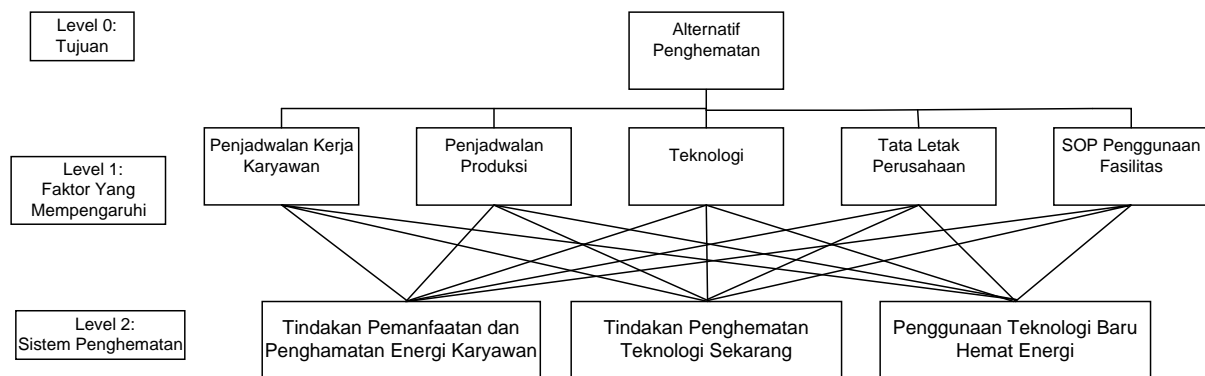 Level 0:
Tujuan
Alternatif
Penghematan
Level 1:
Faktor Yang
Mempengaruhi
Penjadwalan Kerja
Karyawan
Penjadwalan
Produksi
Teknologi
Tata Letak
Perusahaan
SOP Penggunaan
Fasilitas
Level 2:
Sistem Penghematan
Tindakan Pemanfaatan dan
Penghamatan Energi Karyawan
Tindakan Penghematan
Teknologi Sekarang
Penggunaan Teknologi Baru
Hemat Energi